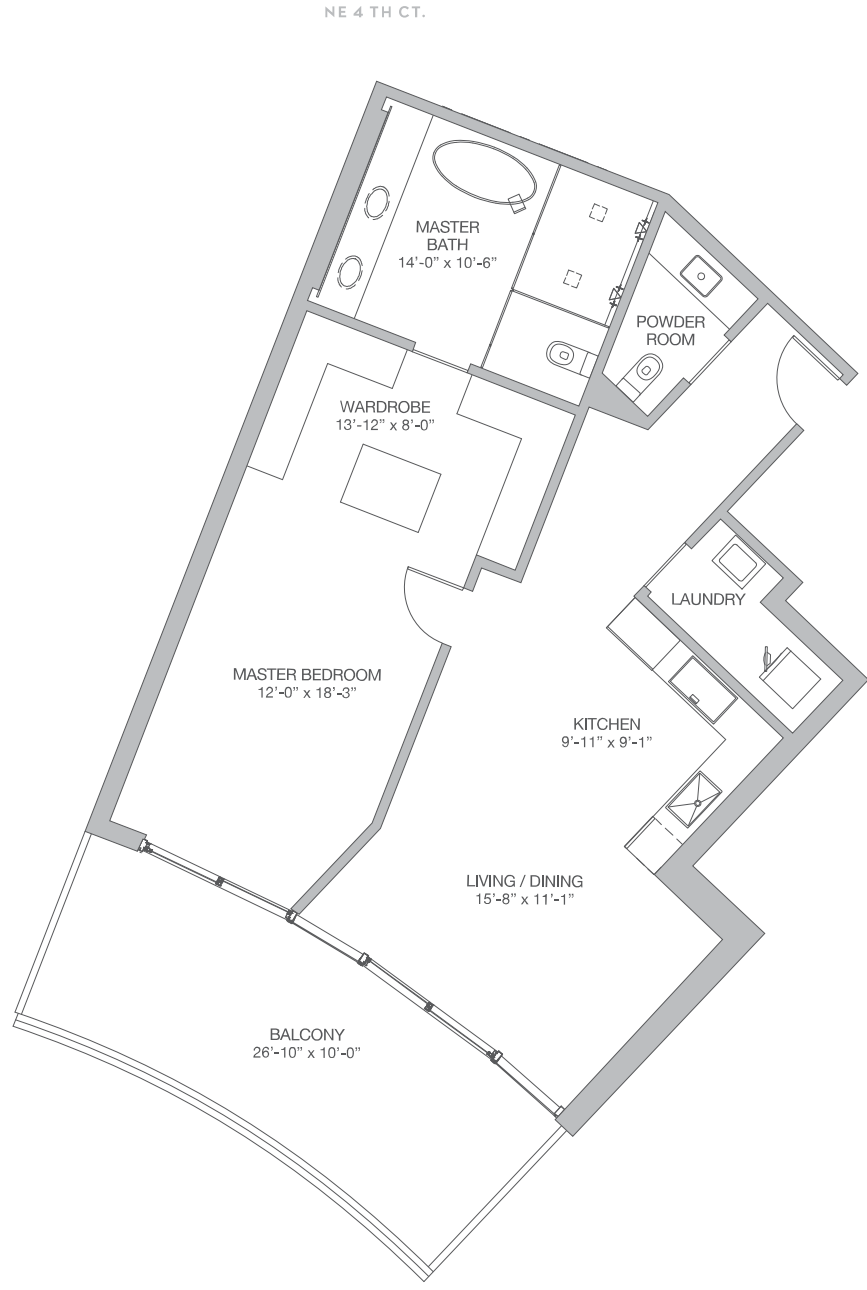 NE 4 TH CT.
MASTER
BATH
14'-0” x 10'-6”
POWDER
ROOM
WARDROBE
13'-12” x 8'-0”
LAUNDRY
MASTER BEDROOM
12'-0” x 18'-3”
KITCHEN
9'-11” x 9'-1”
LIVING / DINING
15'-8” x 11'-1”
BALCONY
26'-10” x 10'-0”